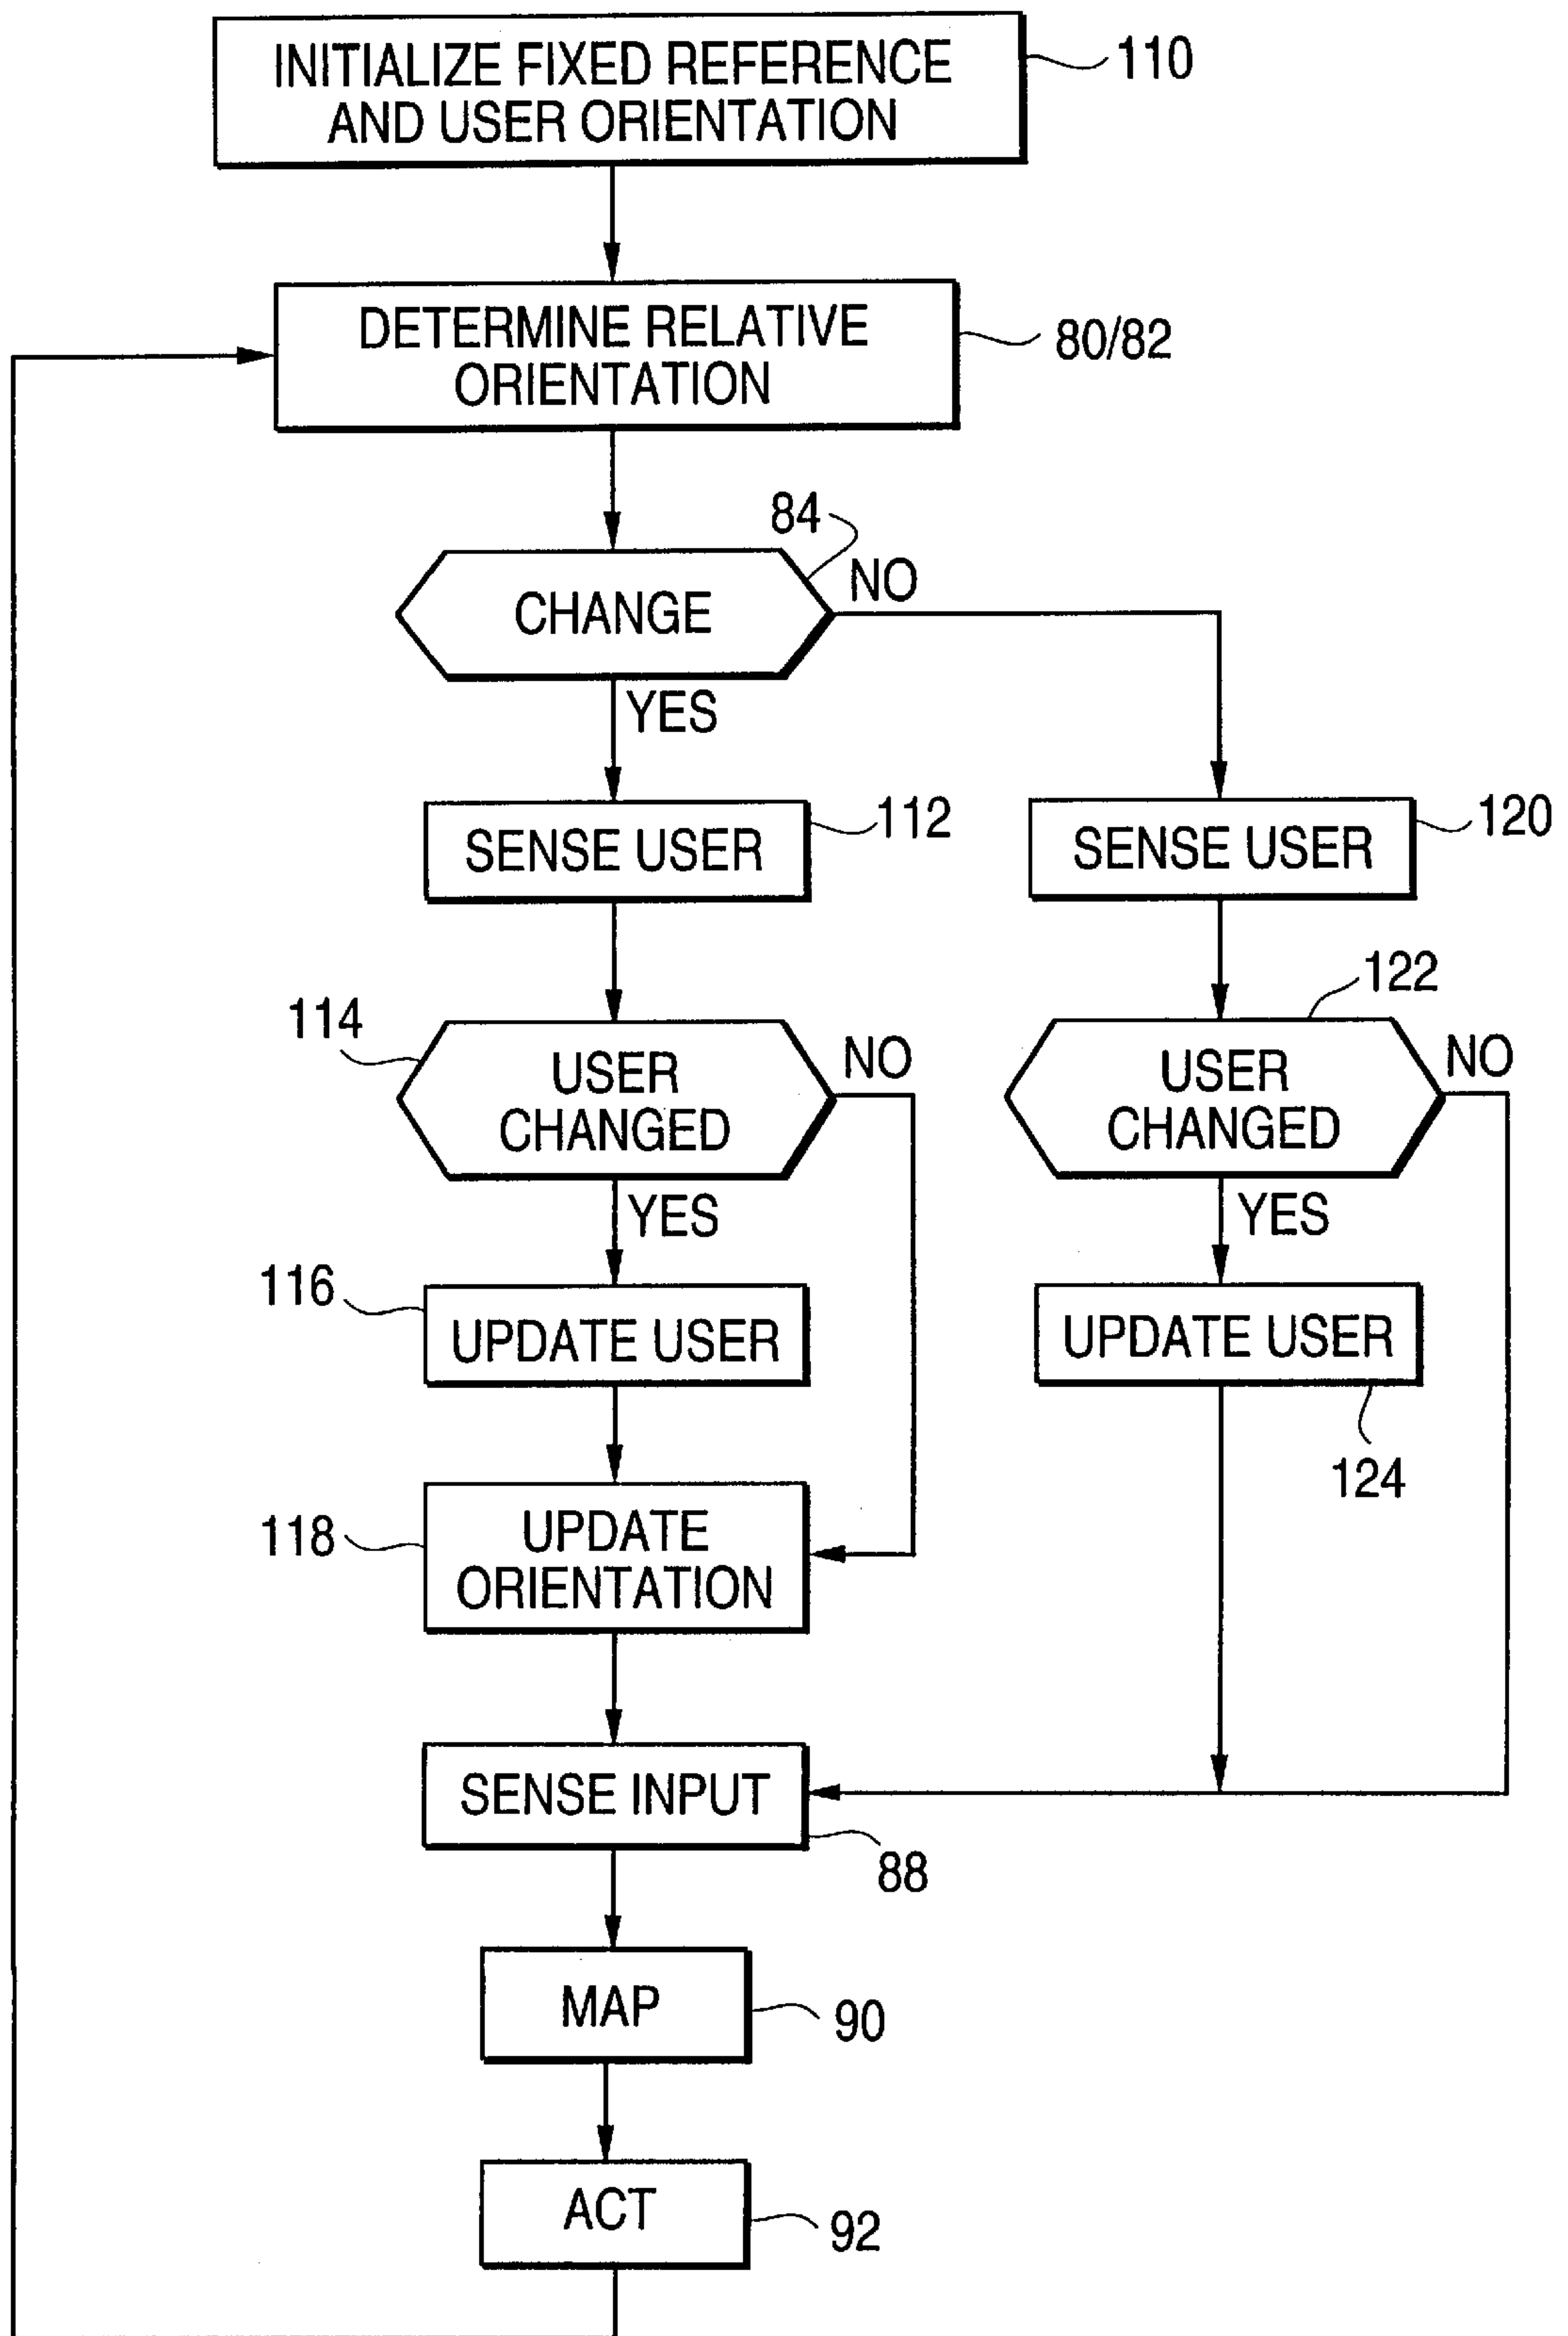 INITIALIZE FIXED REFERENCE
AND USER ORIENTATION
110
DETERMINE RELATIVE
ORIENTATION
80/82
84
CHANGE
NO
YES
SENSE USER
112
SENSE USER
120
114
USER
CHANGED
NO
YES
122
USER
CHANGED
NO
YES
116
UPDATE USER
UPDATE USER
124
118
UPDATE
ORIENTATION
SENSE INPUT
88
MAP
90
ACT
92